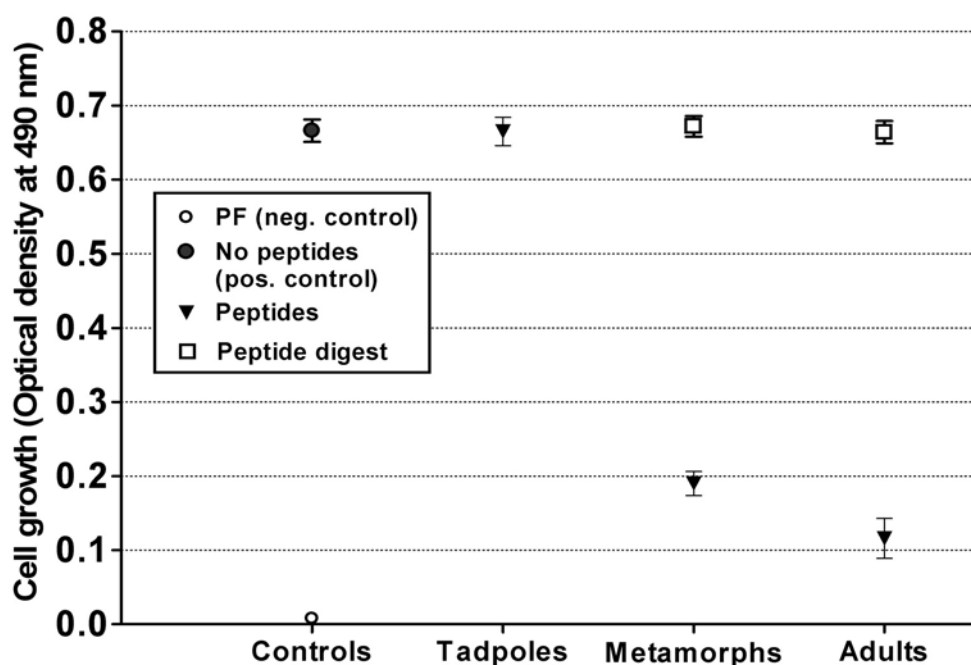 Cell growth (Optical density at 490 nm)
0.8
0.7
0.6
0.5
0.4
0.3
0.2
0.1
0.0
PF (neg. control)
No peptides
(pos. control)
Peptides
Peptide digest
Controls
Tadpoles
Metamorphs
Adults